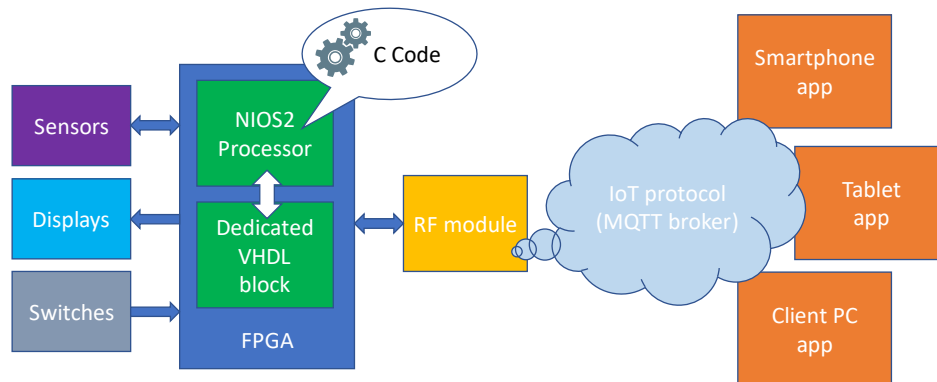 C Code
Sensors
Displays
Switches
NIOS2
Processor
Dedicated
VHDL
block
FPGA
RF module
IoT protocol
(MQTT broker)
Smartphone
app
Tablet
app
Client PC
app